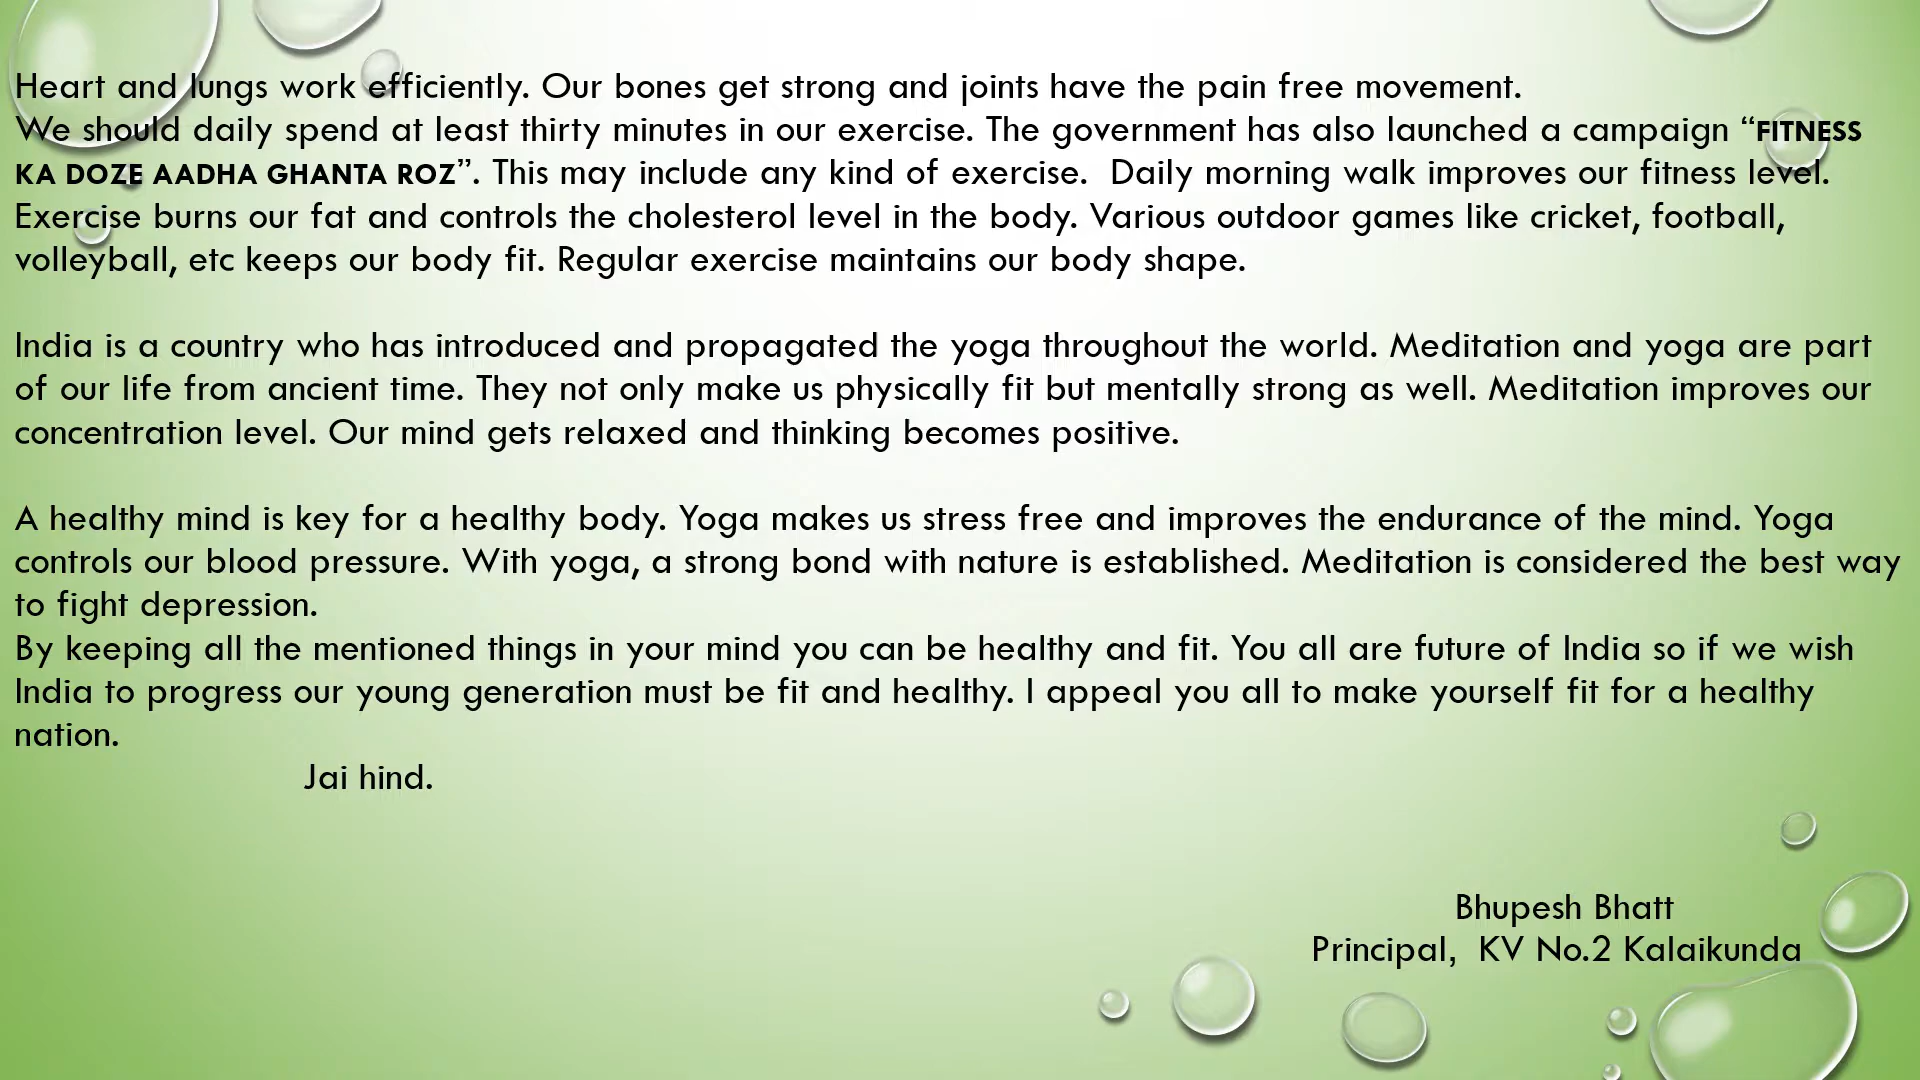 Heart and lungs work efficiently. Our bones get strong and joints have the pain free movement.
We should daily spend at least thirty minutes in our exercise. The government has also launched a campaign “FITNESS
KA DOZE AADHA GHANTA ROZ”. This may include any kind of exercise.  Daily morning walk improves our fitness level.
Exercise burns our fat and controls the cholesterol level in the body. Various outdoor games like cricket, football,
volleyball, etc keeps our body fit. Regular exercise maintains our body shape.
India is a country who has introduced and propagated the yoga throughout the world. Meditation and yoga are part
of our life from ancient time. They not only make us physically fit but mentally strong as well. Meditation improves our
concentration level. Our mind gets relaxed and thinking becomes positive.
A healthy mind is key for a healthy body. Yoga makes us stress free and improves the endurance of the mind. Yoga
controls our blood pressure. With yoga, a strong bond with nature is established. Meditation is considered the best way
to fight depression.
By keeping all the mentioned things in your mind you can be healthy and fit. You all are future of India so if we wish
India to progress our young generation must be fit and healthy. I appeal you all to make yourself fit for a healthy
nation.
Jai hind.
Bhupesh Bhatt
Principal,  KV No.2 Kalaikunda